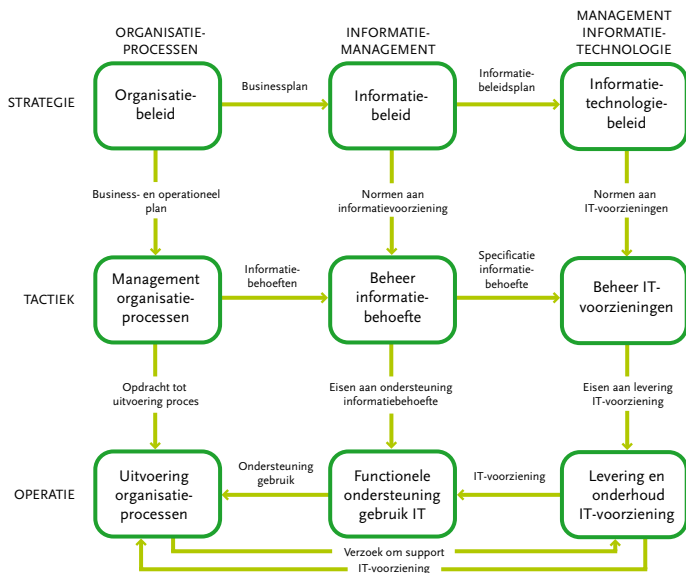 ORGANISATIE-
PROCESSEN
INFORMATIE-
MANAGEMENT
MANAGEMENT
INFORMATIE-
TECHNOLOGIE
STRATEGIE
Organisatie-
beleid
Businessplan
Informatie-
beleid
Informatie-
beleidsplan
Informatie-
technologie-
beleid
Business- en operationeel
plan
Normen aan
informatievoorziening
Normen aan
IT-voorzieningen
TACTIEK
Management
organisatie-
processen
Informatie-
behoeften
Beheer
informatie-
behoefte
Specificatie
informatie-
behoefte
Beheer IT-
voorzieningen
Opdracht tot
uitvoering proces
Eisen aan ondersteuning
informatiebehoefte
Eisen aan levering
IT-voorziening
OPERATIE
Uitvoering
organisatie-
processen
Ondersteuning
gebruik
Functionele
ondersteuning
gebruik IT
IT-voorziening
Levering en
onderhoud
IT-voorziening
Verzoek om support
IT-voorziening